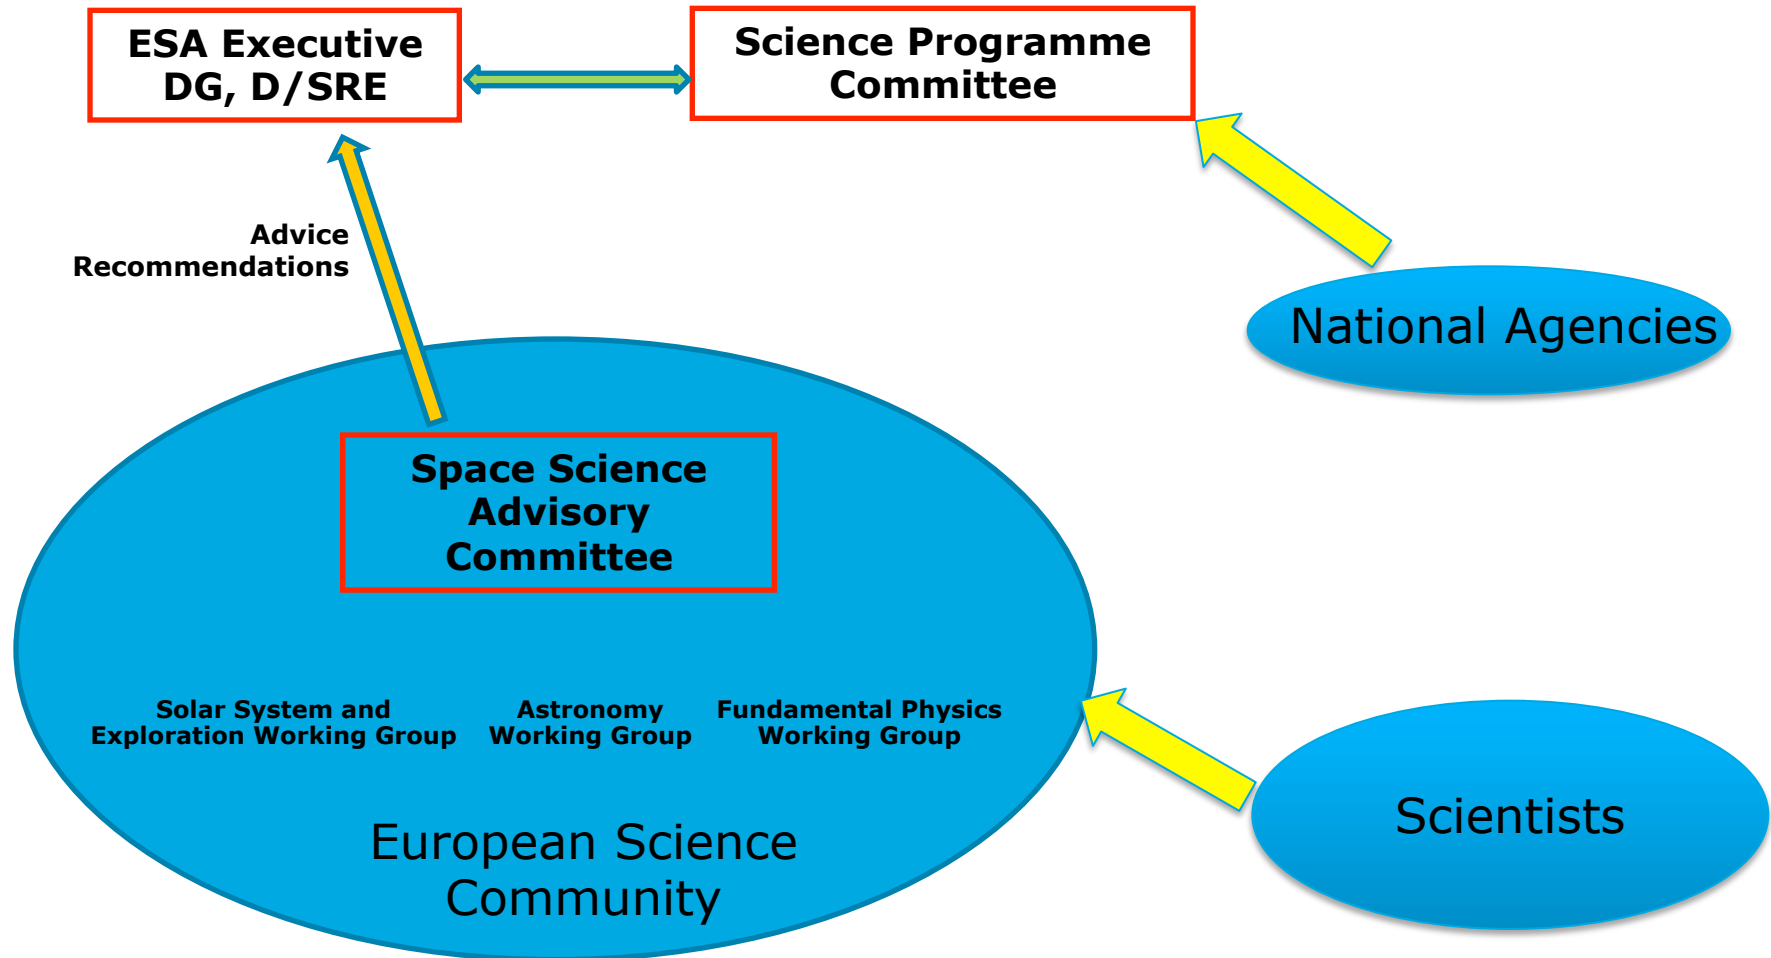 ESA Executive
DG, D/SRE
Science Programme
Committee
Advice
Recommendations
National Agencies
Space Science
Advisory
Committee
Solar System and
Exploration Working Group
Astronomy
Working Group
Fundamental Physics
Working Group
European Science
Community
Scientists